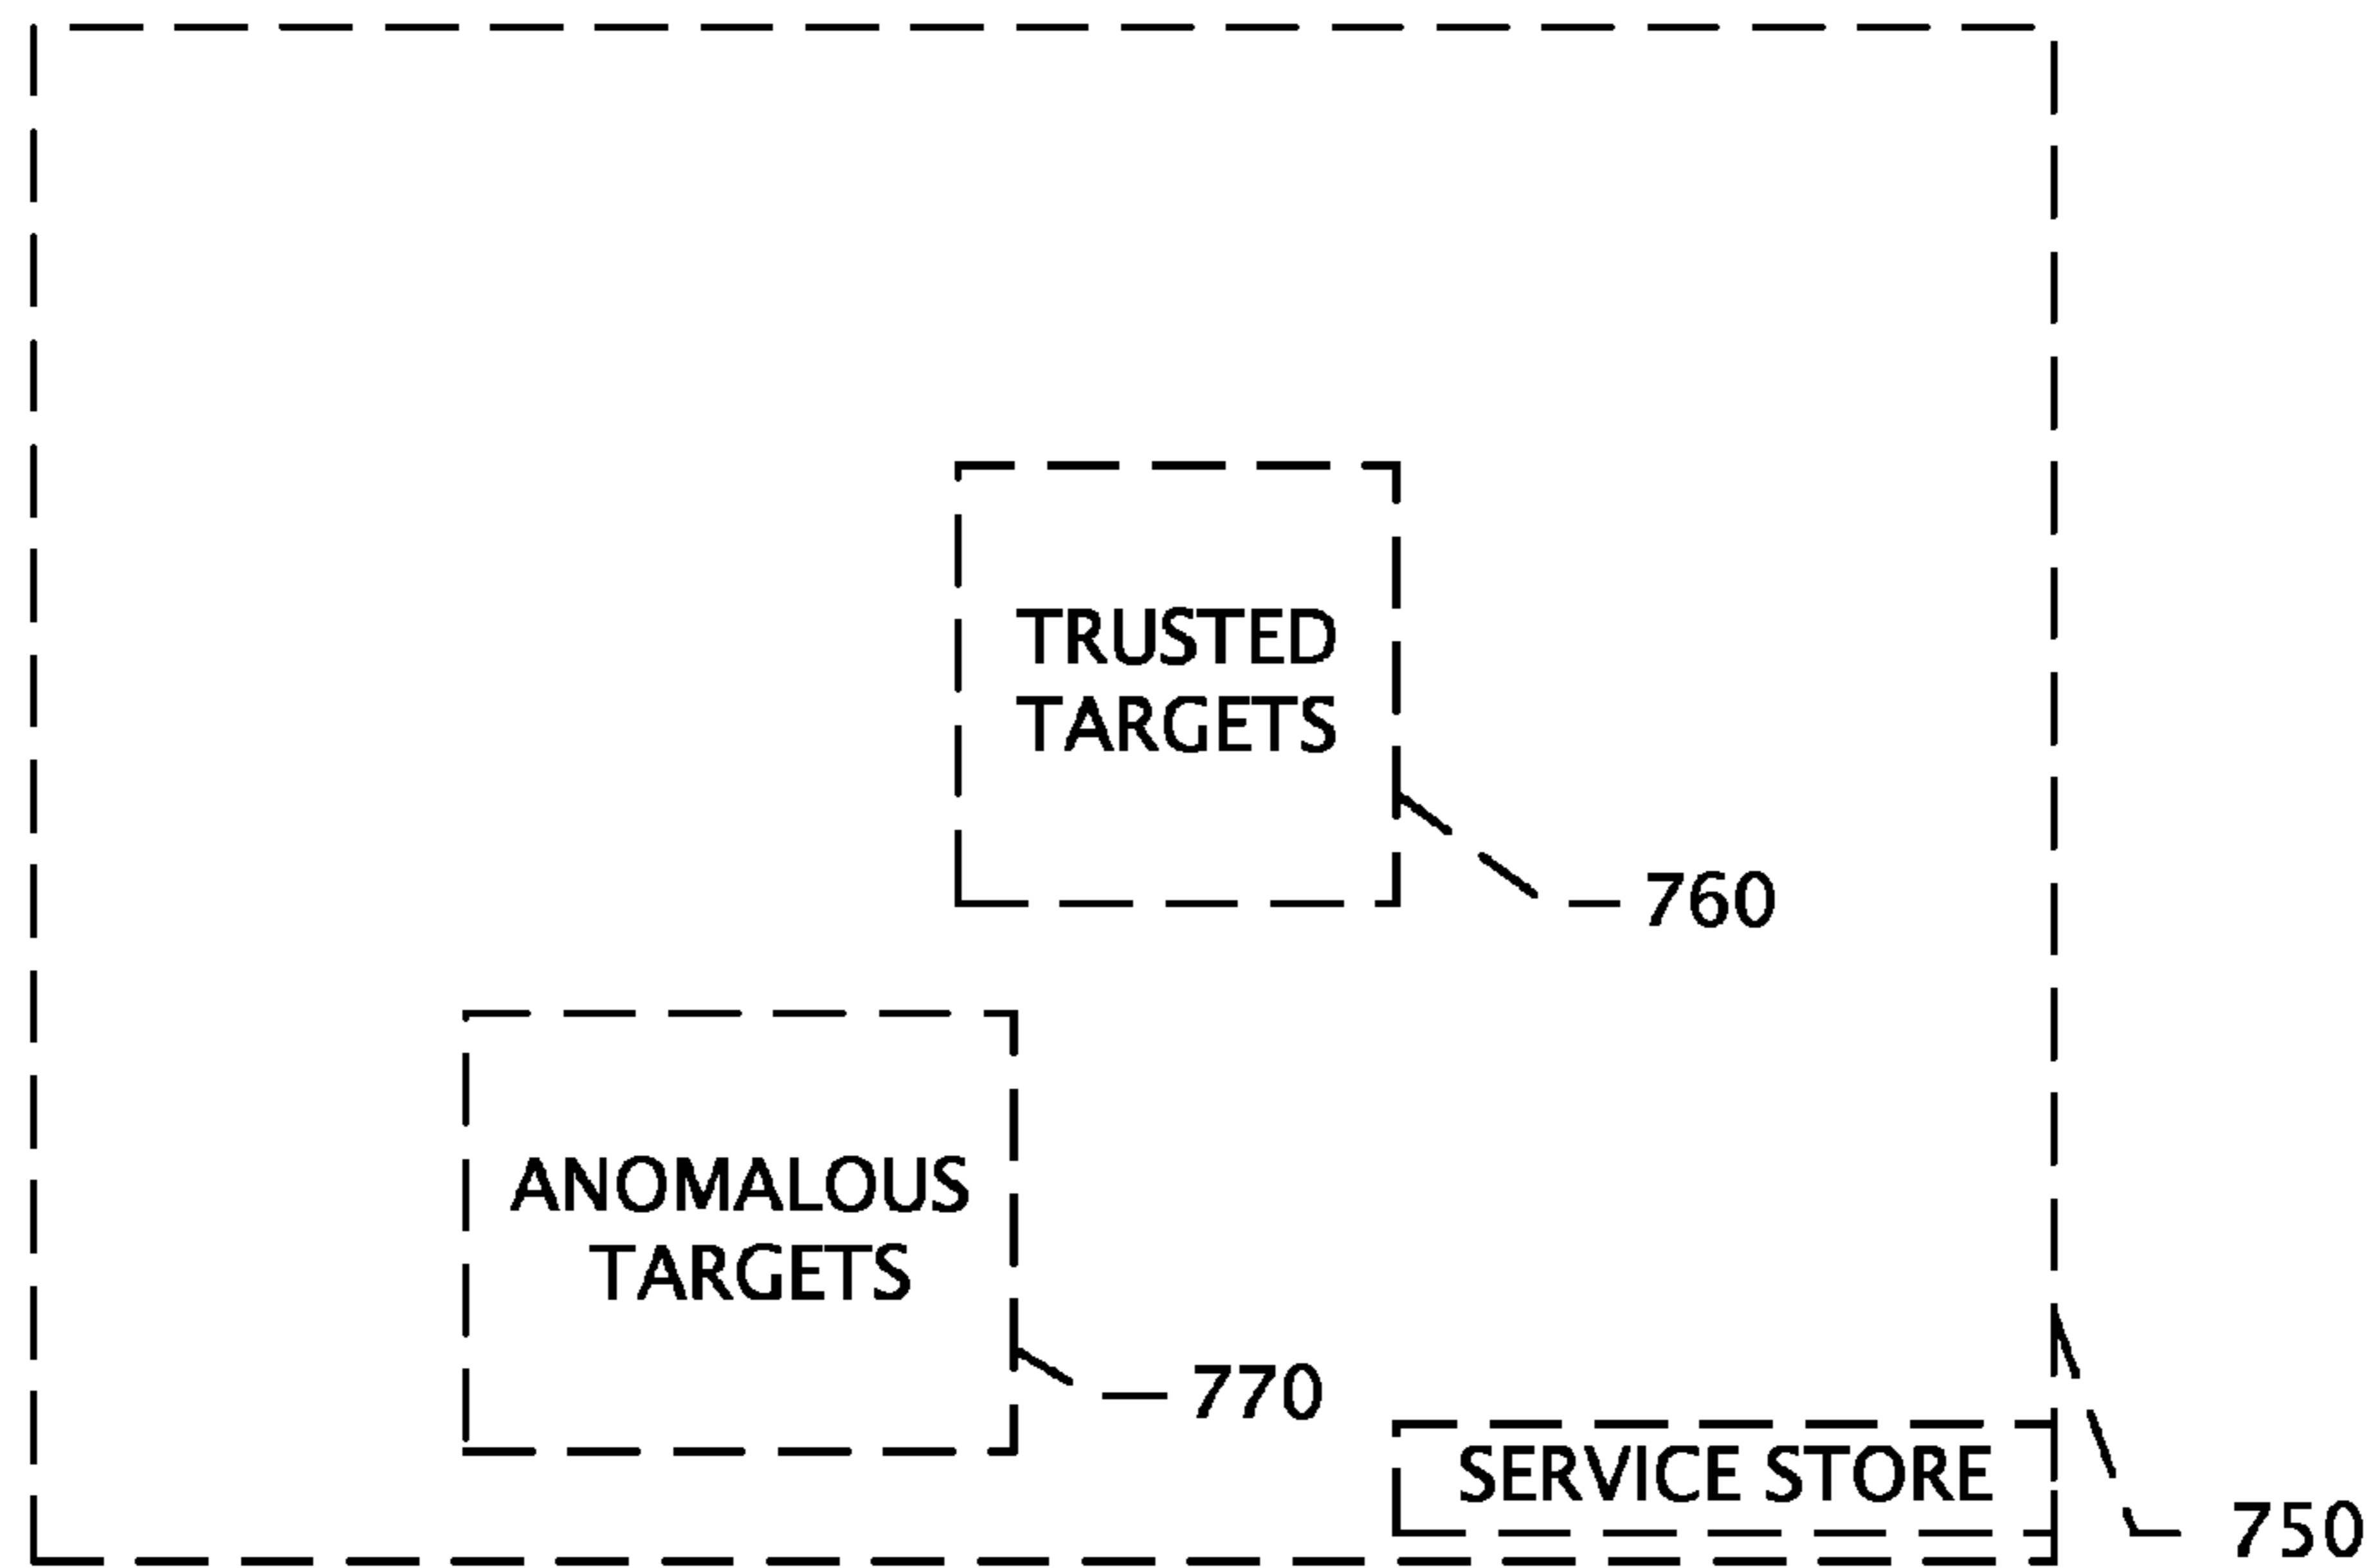 TRUSTED
TARGETS
760
ANOMALOUS
TARGETS
770
SERVICE STORE
750